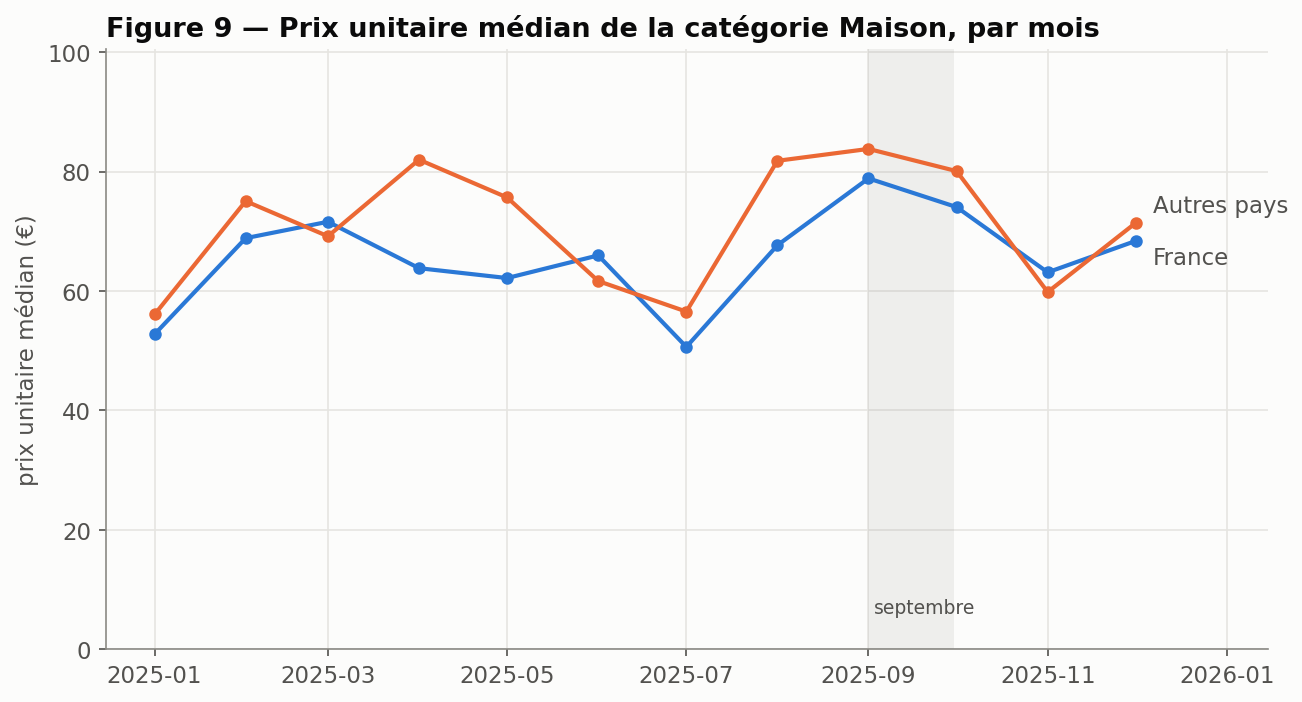 Figure 9 — Prix unitaire médian de la catégorie Maison, par mois
prix unitaire médian (€)
100
80
60
40
20
0
Autres pays
France
septembre
2025-01 2025-03 2025-05 2025-07 2025-09 2025-11 2026-01